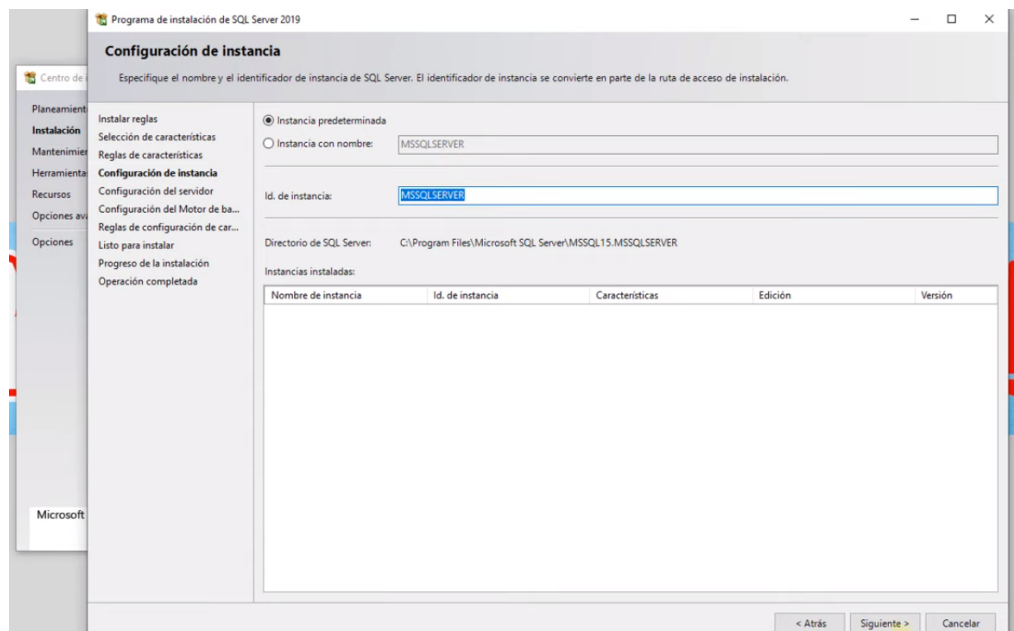 Programa de instalación de SQL Server 2019
Configuración de instancia
Especifique el nombre y el identificador de instancia de SQL Server. El identificador de instancia se convierte en parte de la ruta de acceso de instalación.
Centro de i
Planeamient
Instalación
Mantenimier
Herramienta
Recursos
Opciones ava
Opciones
Microsoft
Instalar reglas
Selección de características
Reglas de características
Configuración de instancia
Configuración del servidor
Configuración del Motor de ba...
Reglas de configuración de car...
Listo para instalar
Progreso de la instalación
Operación completada
Instancia predeterminada
Instancia con nombre: MSSQLSERVER
Id. de instancia: MSSQLSERVER
Directorio de SQL Server: C:\Program Files\Microsoft SQL Server\MSSQL15.MSSQLSERVER
Instancias instaladas:
Nombre de instancia Id. de instancia Características Edición Versión
< Atrás Siguiente > Cancelar